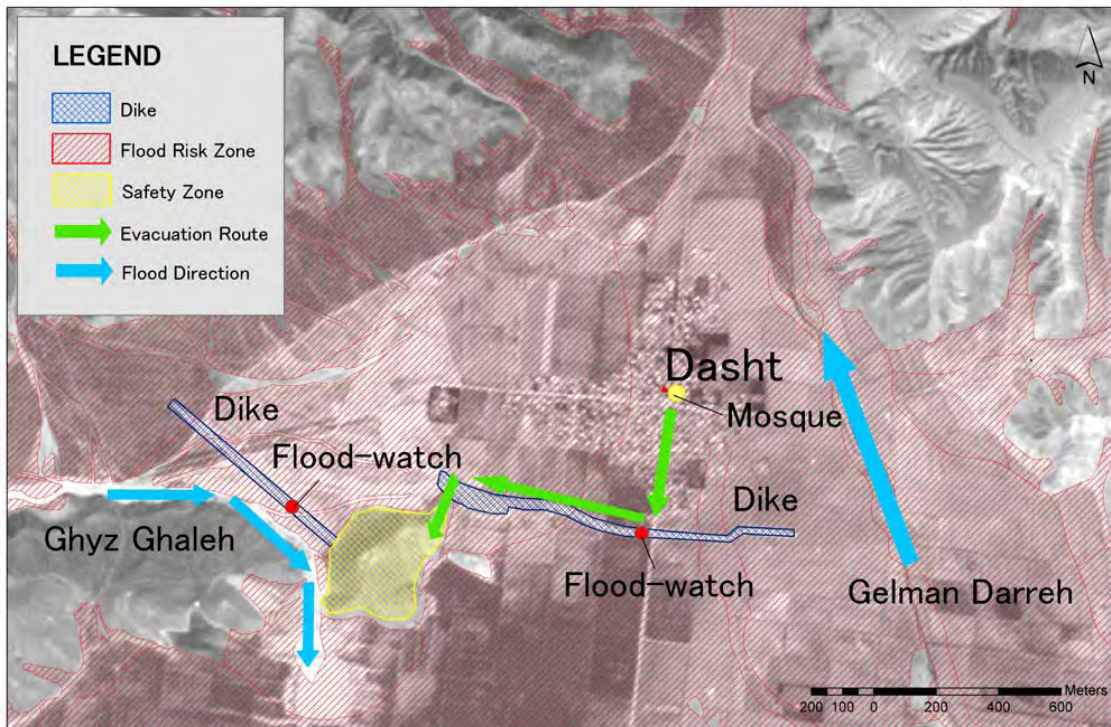 LEGEND
Dike
Flood Risk Zone
Safety Zone
Evacuation Route
Flood Direction
N
Dasht
Mosque
Dike
Flood-watch
Dike
Ghyz Ghaleh
Flood-watch
Gelman Darreh
Meters
200 100 0 200 400 600